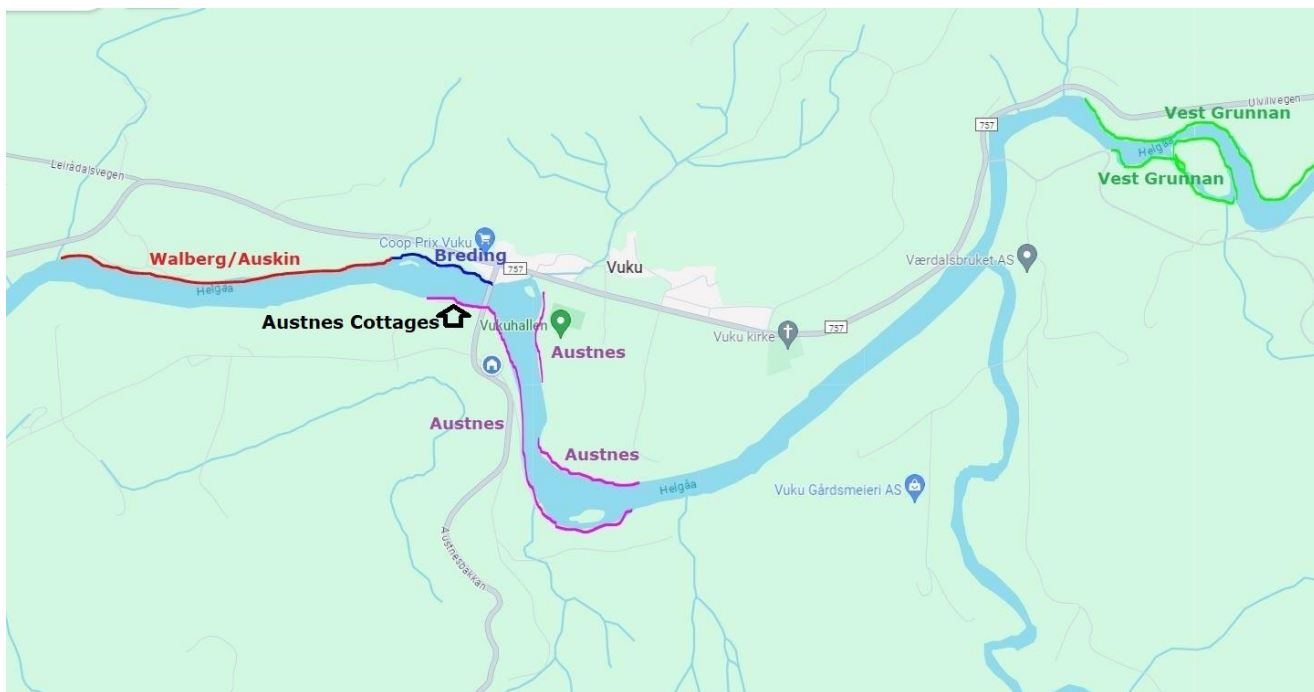 Ulvilivegen
Vest Grunnan
757
Helgåa
Vest Grunnan
Leirådalsvegen
Coop Prix Vuku
Breding
Walberg/Auskin
757
Vuku
Værdalsbruket AS
Helgåa
Austnes Cottages
Vukuhallen
757
Vuku kirke
Austnes
Austnes
Austnes
Helgåa
Vuku Gårdsmeieri AS
Austnesbakkan